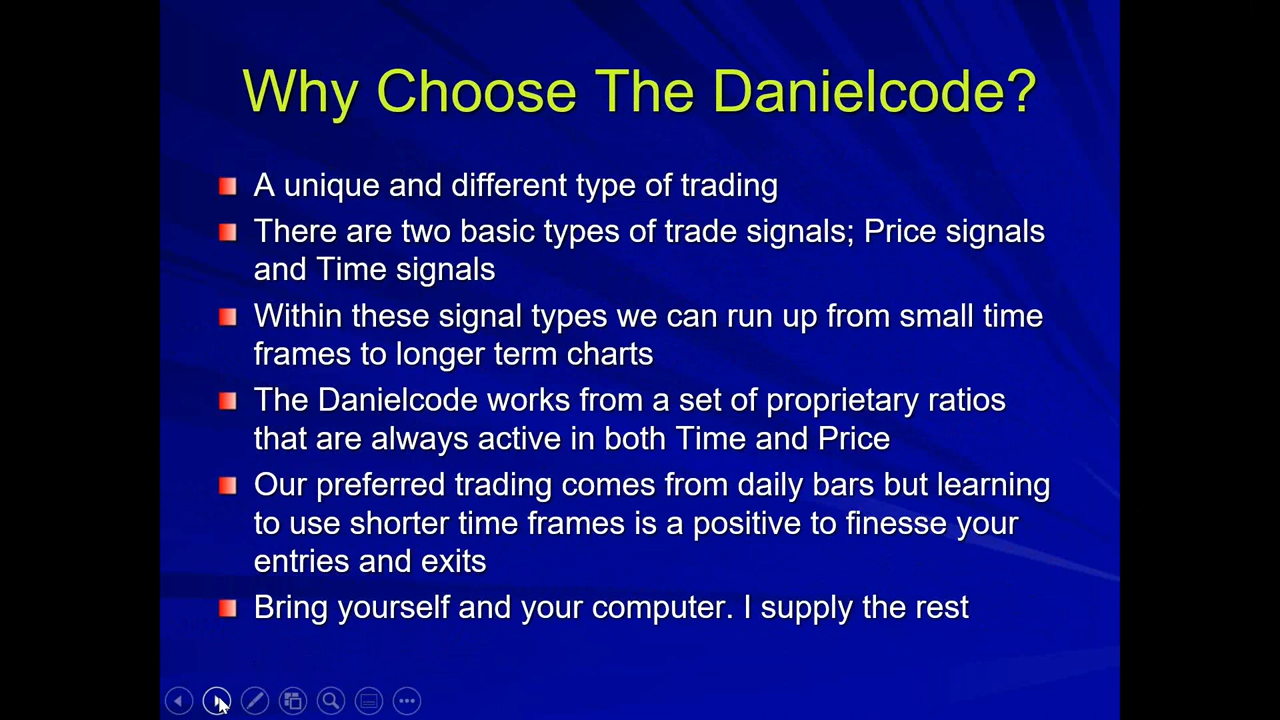 Why Choose The Danielcode?
A unique and different type of trading
There are two basic types of trade signals; Price signals
and Time signals
Within these signal types we can run up from small time
frames to longer term charts
The Danielcode works from a set of proprietary ratios
that are always active in both Time and Price
Our preferred trading comes from daily bars but learning
to use shorter time frames is a positive to finesse your
entries and exits
Bring yourself and your computer. I supply the rest